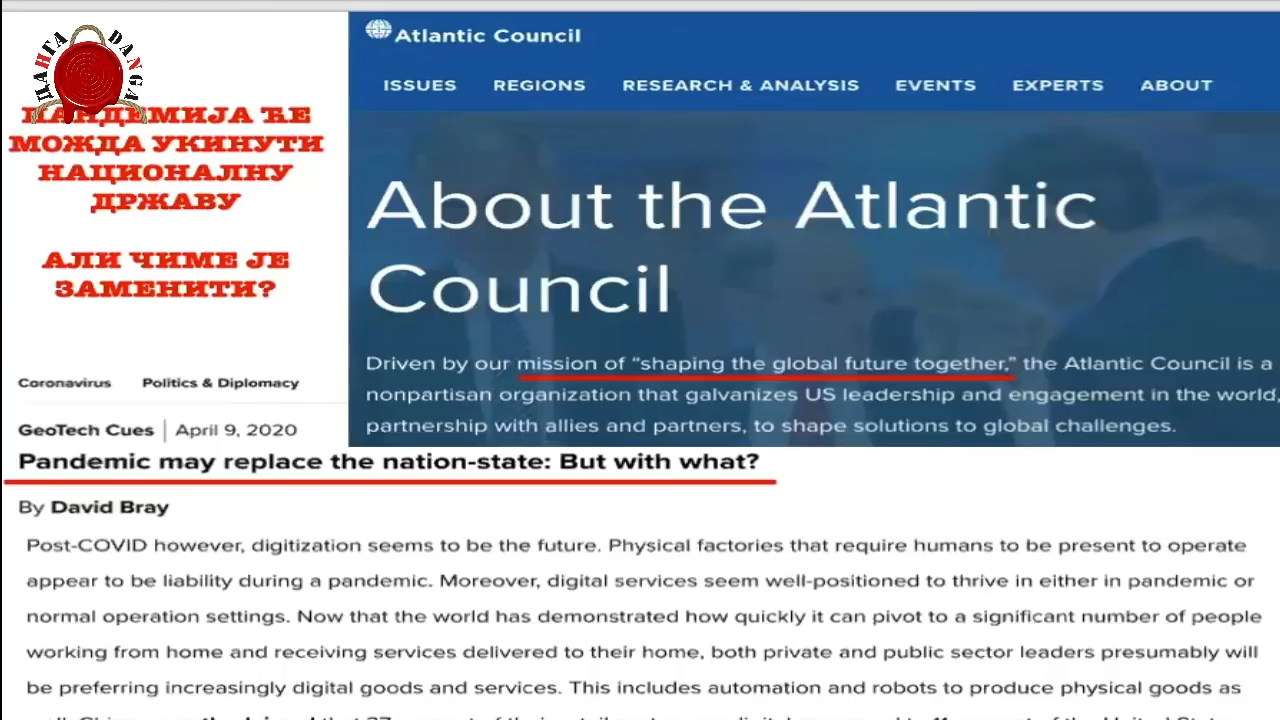 ДАНГА DANGA
ПАНДЕМИЈА ЋЕ
МОЖДА УКИНУТИ
НАЦИОНАЛНУ
ДРЖАВУ
АЛИ ЧИМЕ ЈЕ
ЗАМЕНИТИ?
Atlantic Council
ISSUES REGIONS RESEARCH & ANALYSIS EVENTS EXPERTS ABOUT
About the Atlantic
Council
Driven by our mission of “shaping the global future together,” the Atlantic Council is a
nonpartisan organization that galvanizes US leadership and engagement in the world,
partnership with allies and partners, to shape solutions to global challenges.
Coronavirus Politics & Diplomacy
GeoTech Cues | April 9, 2020
Pandemic may replace the nation-state: But with what?
By David Bray
Post-COVID however, digitization seems to be the future. Physical factories that require humans to be present to operate
appear to be liability during a pandemic. Moreover, digital services seem well-positioned to thrive in either in pandemic or
normal operation settings. Now that the world has demonstrated how quickly it can pivot to a significant number of people
working from home and receiving services delivered to their home, both private and public sector leaders presumably will
be preferring increasingly digital goods and services. This includes automation and robots to produce physical goods as